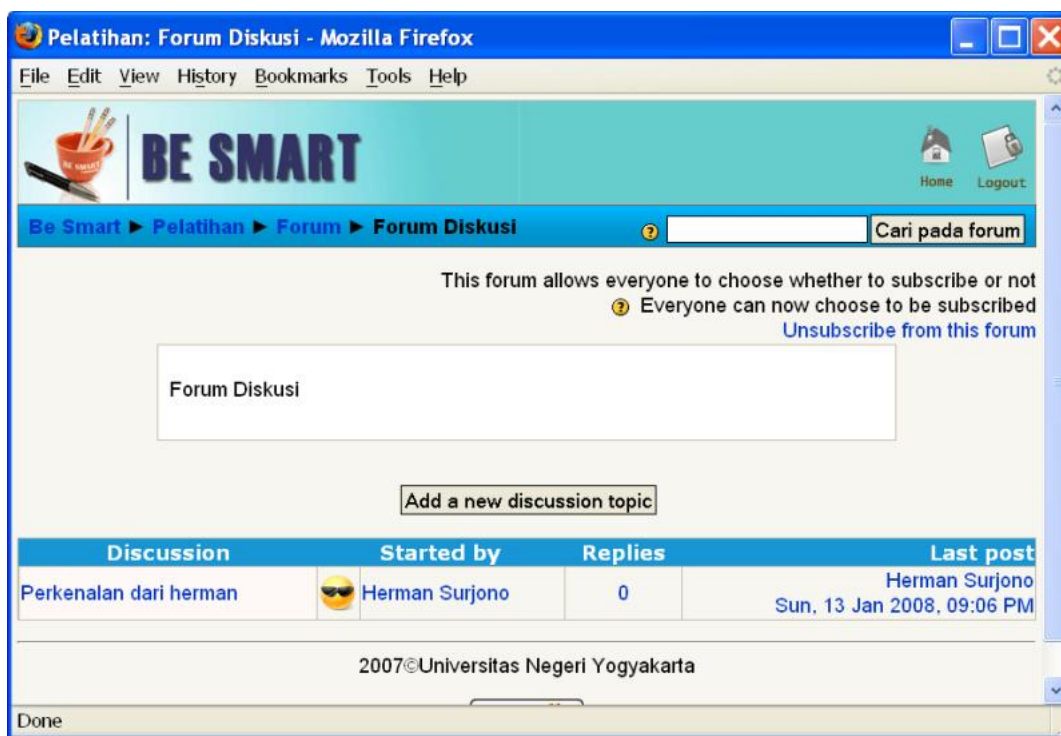 Pelatihan: Forum Diskusi - Mozilla Firefox
File Edit View History Bookmarks Tools Help
BE SMART
BE SMART
Home Logout
Be Smart ► Pelatihan ► Forum ► Forum Diskusi
Cari pada forum
This forum allows everyone to choose whether to subscribe or not
Everyone can now choose to be subscribed
Unsubscribe from this forum
Forum Diskusi
Add a new discussion topic
Discussion Started by Replies Last post
Perkenalan dari herman Herman Surjono 0 Herman Surjono
Sun, 13 Jan 2008, 09:06 PM
2007©Universitas Negeri Yogyakarta
Done